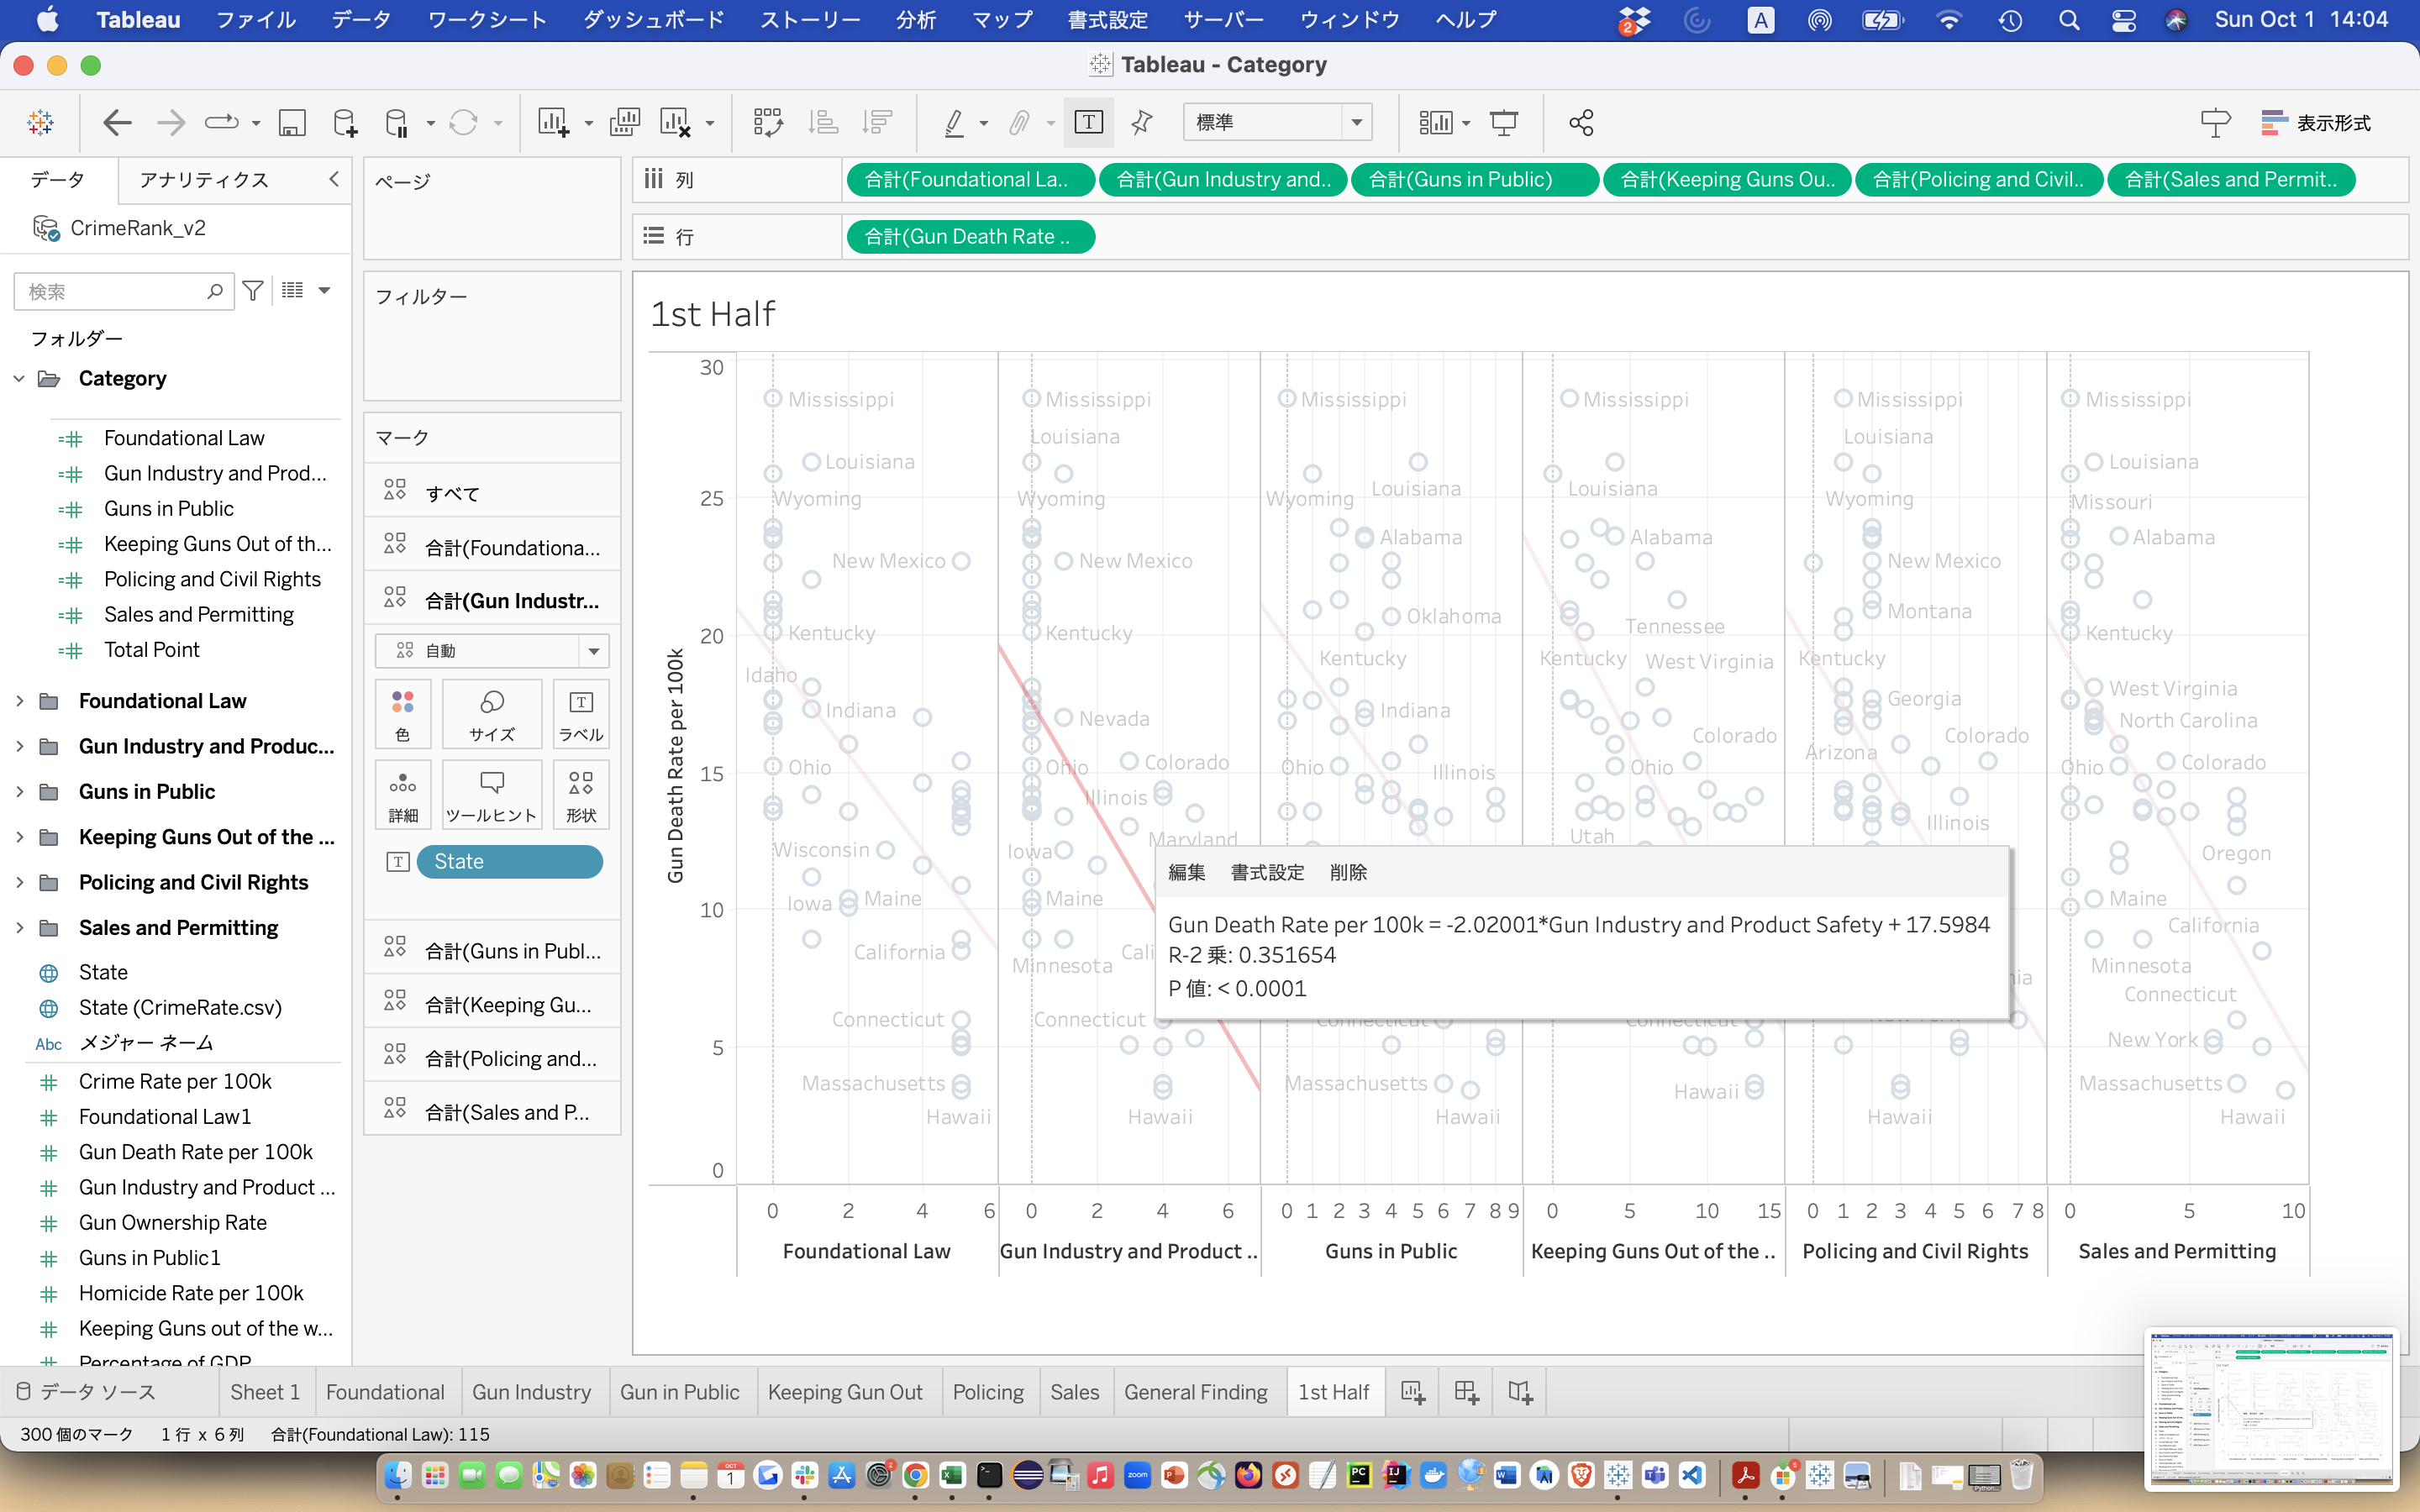 Tableau ファイル データ ワークシート ダッシュボード ストーリー 分析 マップ 書式設定 サーバー ウィンドウ ヘルプ 2 A Sun Oct 1 14:04
Tableau - Category
標準 表示形式
データ アナリティクス
CrimeRank_v2
検索
フォルダー
Category
Foundational Law
Gun Industry and Prod...
Guns in Public
Keeping Guns Out of th...
Policing and Civil Rights
Sales and Permitting
Total Point
Foundational Law
Gun Industry and Produc...
Guns in Public
Keeping Guns Out of the ...
Policing and Civil Rights
Sales and Permitting
State
State (CrimeRate.csv)
Abc メジャー ネーム
Crime Rate per 100k
Foundational Law1
Gun Death Rate per 100k
Gun Industry and Product ...
Gun Ownership Rate
Guns in Public1
Homicide Rate per 100k
Keeping Guns out of the w...
Percentage of GDP
ページ
フィルター
マーク
すべて
合計(Foundationa...
合計(Gun Industr...
自動
色 サイズ ラベル
詳細 ツールヒント 形状
State
合計(Guns in Publ...
合計(Keeping Gu...
合計(Policing and...
合計(Sales and P...
列 合計(Foundational La.. 合計(Gun Industry and.. 合計(Guns in Public) 合計(Keeping Guns Ou.. 合計(Policing and Civil.. 合計(Sales and Permit..
行 合計(Gun Death Rate ..
1st Half
Gun Death Rate per 100k
30
25
20
15
10
5
0
Mississippi
Louisiana
Wyoming
New Mexico
Kentucky
Idaho
Indiana
Ohio
Wisconsin
Iowa Maine
California
Connecticut
Massachusetts
Hawaii
Mississippi
Louisiana
Wyoming
New Mexico
Kentucky
Nevada
Ohio Colorado
Illinois
Maryland
Iowa
Maine
Cali
Minnesota
Connecticut
Hawaii
Mississippi
Louisiana
Wyoming
Alabama
Oklahoma
Kentucky
Indiana
Ohio Illinois
Connecticut
Massachusetts
Hawaii
Mississippi
Louisiana
Alabama
Tennessee
Kentucky West Virginia
Colorado
Ohio
Utah
Connecticut
Hawaii
Mississippi
Louisiana
Wyoming
New Mexico
Montana
Kentucky
Georgia
Arizona Colorado
Illinois
nia
New York
Hawaii
Mississippi
Louisiana
Missouri
Alabama
Kentucky
West Virginia
North Carolina
Ohio Colorado
Oregon
Maine
California
Minnesota
Connecticut
New York
Massachusetts
Hawaii
編集 書式設定 削除
Gun Death Rate per 100k = -2.02001*Gun Industry and Product Safety + 17.5984
R-2 乗: 0.351654
P 値: < 0.0001
0 2 4 6 0 2 4 6 0 1 2 3 4 5 6 7 8 9 0 5 10 15 0 1 2 3 4 5 6 7 8 0 5 10
Foundational Law Gun Industry and Product .. Guns in Public Keeping Guns Out of the .. Policing and Civil Rights Sales and Permitting
データ ソース Sheet 1 Foundational Gun Industry Gun in Public Keeping Gun Out Policing Sales General Finding 1st Half
300 個のマーク 1 行 x 6 列 合計(Foundational Law): 115